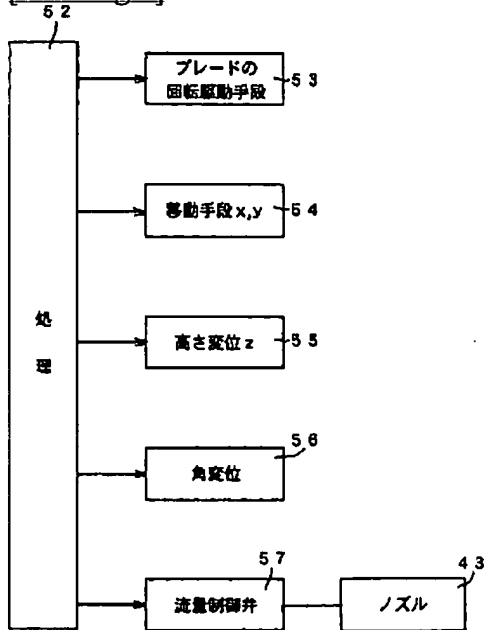 52
ブレードの
回転駆動手段
53
移動手段x,y
54
高さ変位z
55
処
理
56
角変位
57
流量制御弁
43
ノズル